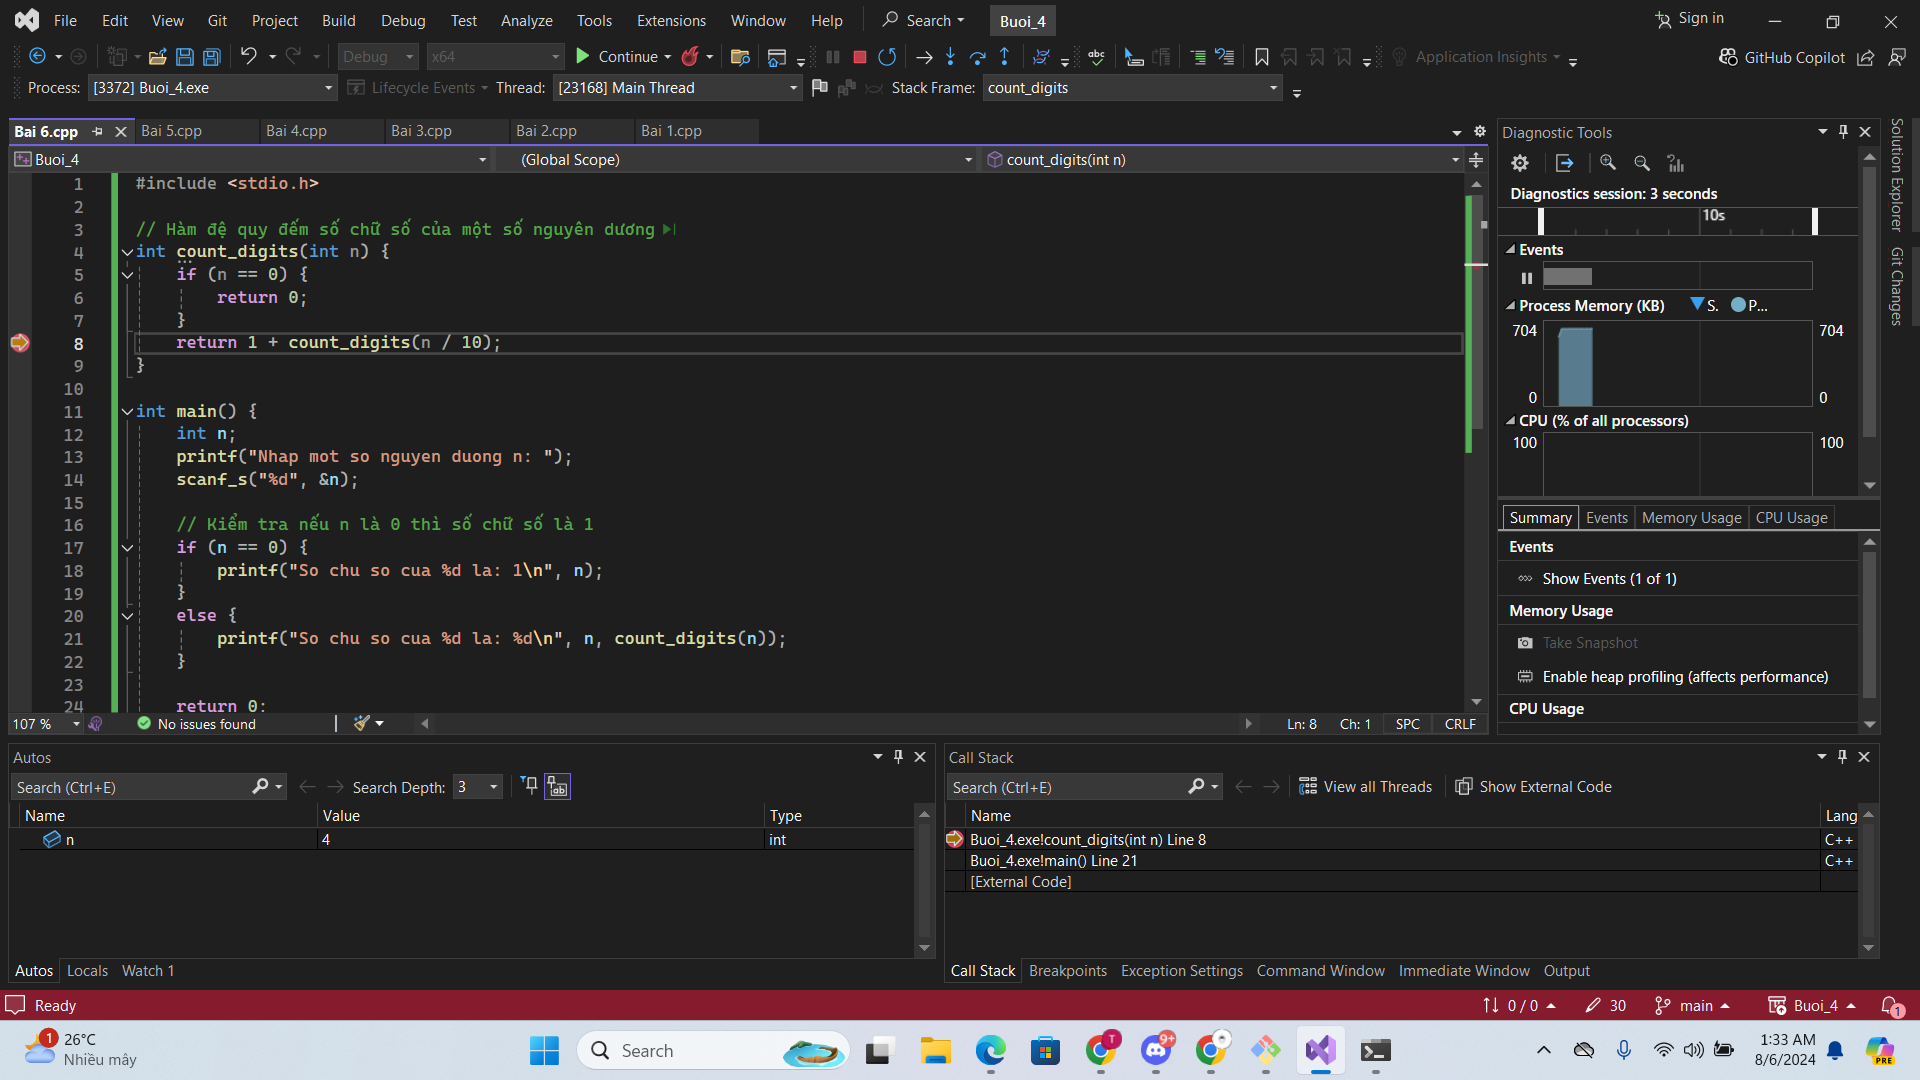 File Edit View Git Project Build Debug Test Analyze Tools Extensions Window Help Search Buoi_4 Sign in
Debug x64 Continue Application Insights GitHub Copilot
Process: [3372] Buoi_4.exe Lifecycle Events Thread: [23168] Main Thread Stack Frame: count_digits
Bai 6.cpp Bai 5.cpp Bai 4.cpp Bai 3.cpp Bai 2.cpp Bai 1.cpp
Buoi_4 (Global Scope) count_digits(int n)
1 #include <stdio.h>
2
3 // Hàm đệ quy đếm số chữ số của một số nguyên dương
4 int count_digits(int n) {
5 if (n == 0) {
6 return 0;
7 }
8 return 1 + count_digits(n / 10);
9 }
10
11 int main() {
12 int n;
13 printf("Nhap mot so nguyen duong n: ");
14 scanf_s("%d", &n);
15
16 // Kiểm tra nếu n là 0 thì số chữ số là 1
17 if (n == 0) {
18 printf("So chu so cua %d la: 1\n", n);
19 }
20 else {
21 printf("So chu so cua %d la: %d\n", n, count_digits(n));
22 }
23
24 return 0;
107 % No issues found Ln: 8 Ch: 1 SPC CRLF
Diagnostic Tools
Diagnostics session: 3 seconds
10s
Events
Process Memory (KB) S. P...
704 704
0 0
CPU (% of all processors)
100 100
Summary Events Memory Usage CPU Usage
Events
Show Events (1 of 1)
Memory Usage
Take Snapshot
Enable heap profiling (affects performance)
CPU Usage
Solution Explorer
Git Changes
Autos
Search (Ctrl+E) Search Depth: 3
Name Value Type
n 4 int
Autos Locals Watch 1
Call Stack
Search (Ctrl+E) View all Threads Show External Code
Name Lang
Buoi_4.exe!count_digits(int n) Line 8 C++
Buoi_4.exe!main() Line 21 C++
[External Code]
Call Stack Breakpoints Exception Settings Command Window Immediate Window Output
Ready 0 / 0 30 main Buoi_4 1
1 26°C
Nhiều mây
Search
T 9+
PRE
1:33 AM
8/6/2024